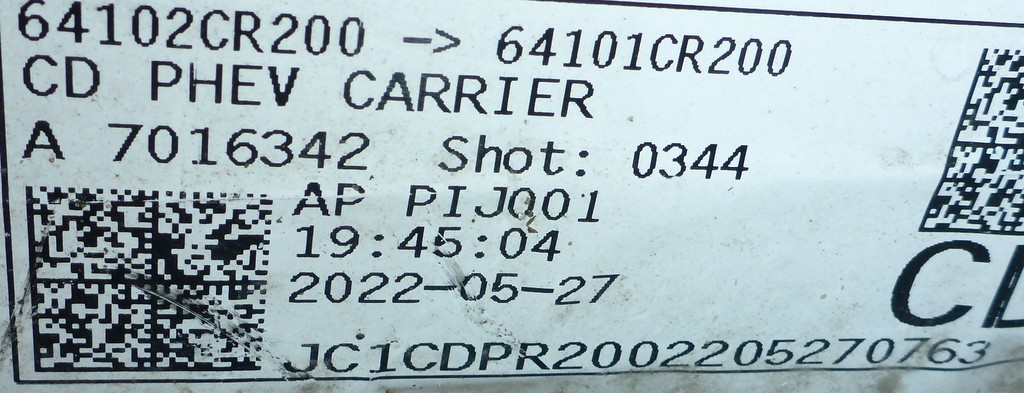 64102CR200 -> 64101CR200
CD PHEV CARRIER
A 7016342 Shot: 0344
AP PIJ001
19:45:04
2022-05-27
JC1CDPR2002205270763